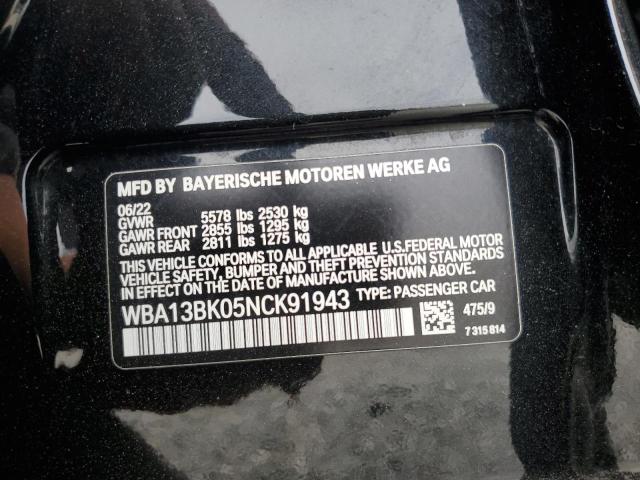 MFD BY BAYERISCHE MOTOREN WERKE AG
06/22
GVWR 5578 lbs 2530 kg
GAWR FRONT 2855 lbs 1295 kg
GAWR REAR 2811 lbs 1275 kg
THIS VEHICLE CONFORMS TO ALL APPLICABLE U.S.FEDERAL MOTOR
VEHICLE SAFETY, BUMPER AND THEFT PREVENTION STANDARDS
IN EFFECT ON THE DATE OF MANUFACTURE SHOWN ABOVE.
WBA13BK05NCK91943 TYPE: PASSENGER CAR
475/9
7 315 814